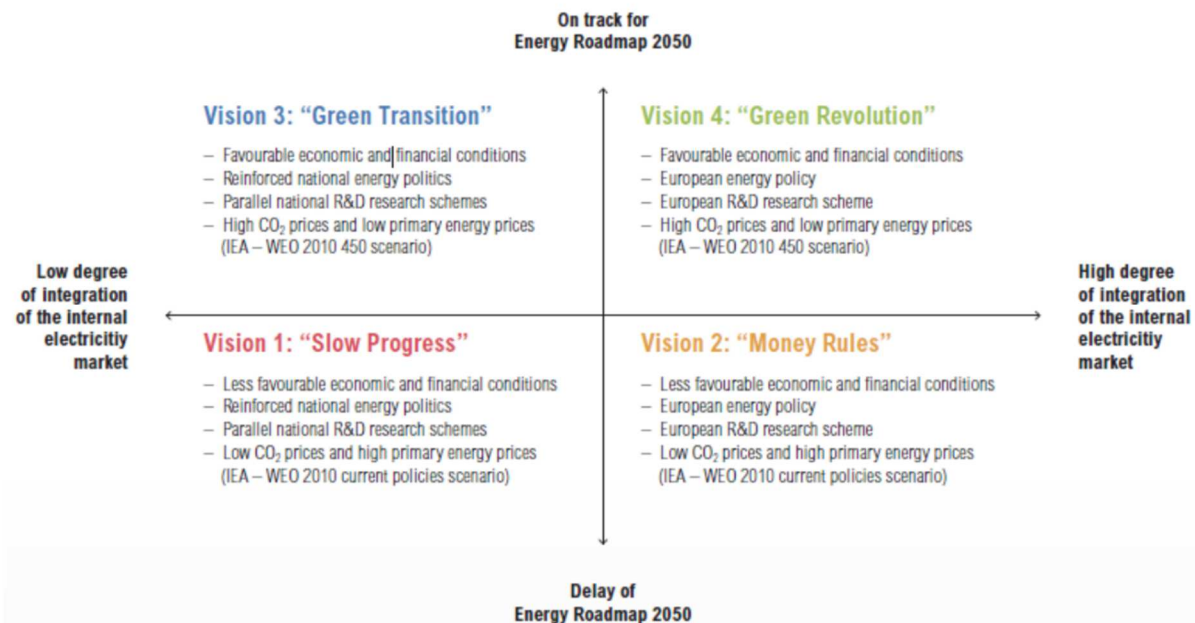 On track for
Energy Roadmap 2050
Vision 3: “Green Transition”
– Favourable economic and financial conditions
– Reinforced national energy politics
– Parallel national R&D research schemes
– High CO₂ prices and low primary energy prices
(IEA – WEO 2010 450 scenario)
Vision 4: “Green Revolution”
– Favourable economic and financial conditions
– European energy policy
– European R&D research scheme
– High CO₂ prices and low primary energy prices
(IEA – WEO 2010 450 scenario)
Low degree
of integration
of the internal
electricitiy
market
High degree
of integration
of the internal
electricitiy
market
Vision 1: “Slow Progress”
– Less favourable economic and financial conditions
– Reinforced national energy politics
– Parallel national R&D research schemes
– Low CO₂ prices and high primary energy prices
(IEA – WEO 2010 current policies scenario)
Vision 2: “Money Rules”
– Less favourable economic and financial conditions
– European energy policy
– European R&D research scheme
– Low CO₂ prices and high primary energy prices
(IEA – WEO 2010 current policies scenario)
Delay of
Energy Roadmap 2050